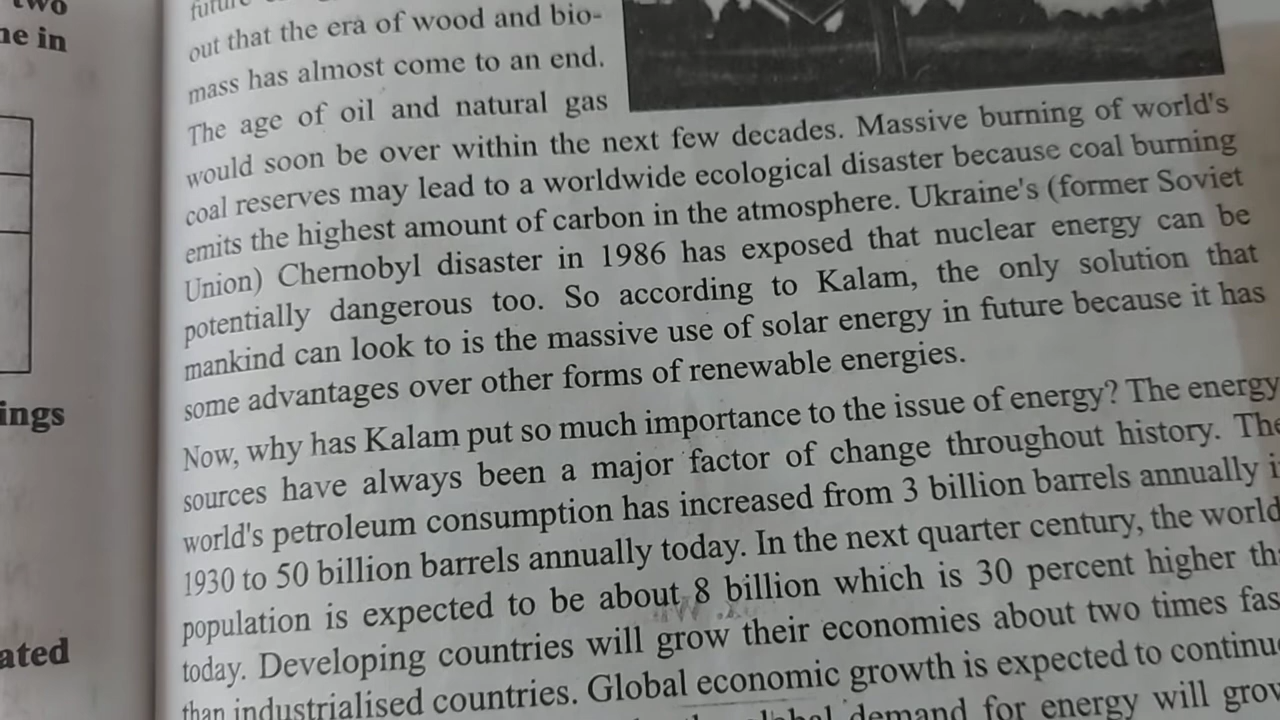 two
ne in
ings
ated
future
out that the era of wood and bio-
mass has almost come to an end.
The age of oil and natural gas
would soon be over within the next few decades. Massive burning of world's
coal reserves may lead to a worldwide ecological disaster because coal burning
emits the highest amount of carbon in the atmosphere. Ukraine's (former Soviet
Union) Chernobyl disaster in 1986 has exposed that nuclear energy can be
potentially dangerous too. So according to Kalam, the only solution that
mankind can look to is the massive use of solar energy in future because it has
some advantages over other forms of renewable energies.
Now, why has Kalam put so much importance to the issue of energy? The energy
sources have always been a major factor of change throughout history. The
world's petroleum consumption has increased from 3 billion barrels annually i
1930 to 50 billion barrels annually today. In the next quarter century, the world
population is expected to be about 8 billion which is 30 percent higher th
today. Developing countries will grow their economies about two times fas
than industrialised countries. Global economic growth is expected to continu
demand for energy will grow